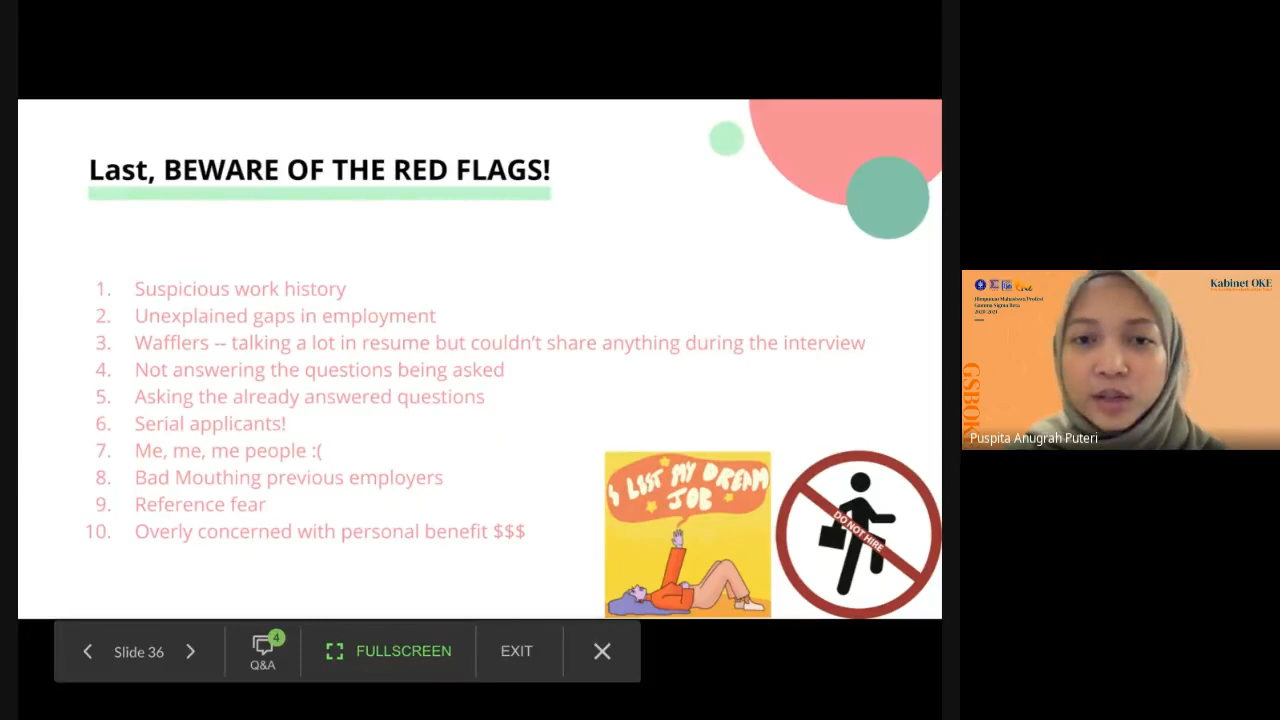 Last, BEWARE OF THE RED FLAGS!
1. Suspicious work history
2. Unexplained gaps in employment
3. Wafflers -- talking a lot in resume but couldn't share anything during the interview
4. Not answering the questions being asked
5. Asking the already answered questions
6. Serial applicants!
7. Me, me, me people :(
8. Bad Mouthing previous employers
9. Reference fear
10. Overly concerned with personal benefit $$$
I LOST MY DREAM
JOB
DO NOT HIRE
Slide 36
4
Q&A
FULLSCREEN
EXIT
Kabinet OKE
Himpunan Mahasiswa Profesi
Gamma Sigma Beta
2020/2021
GSBOK
Puspita Anugrah Puteri